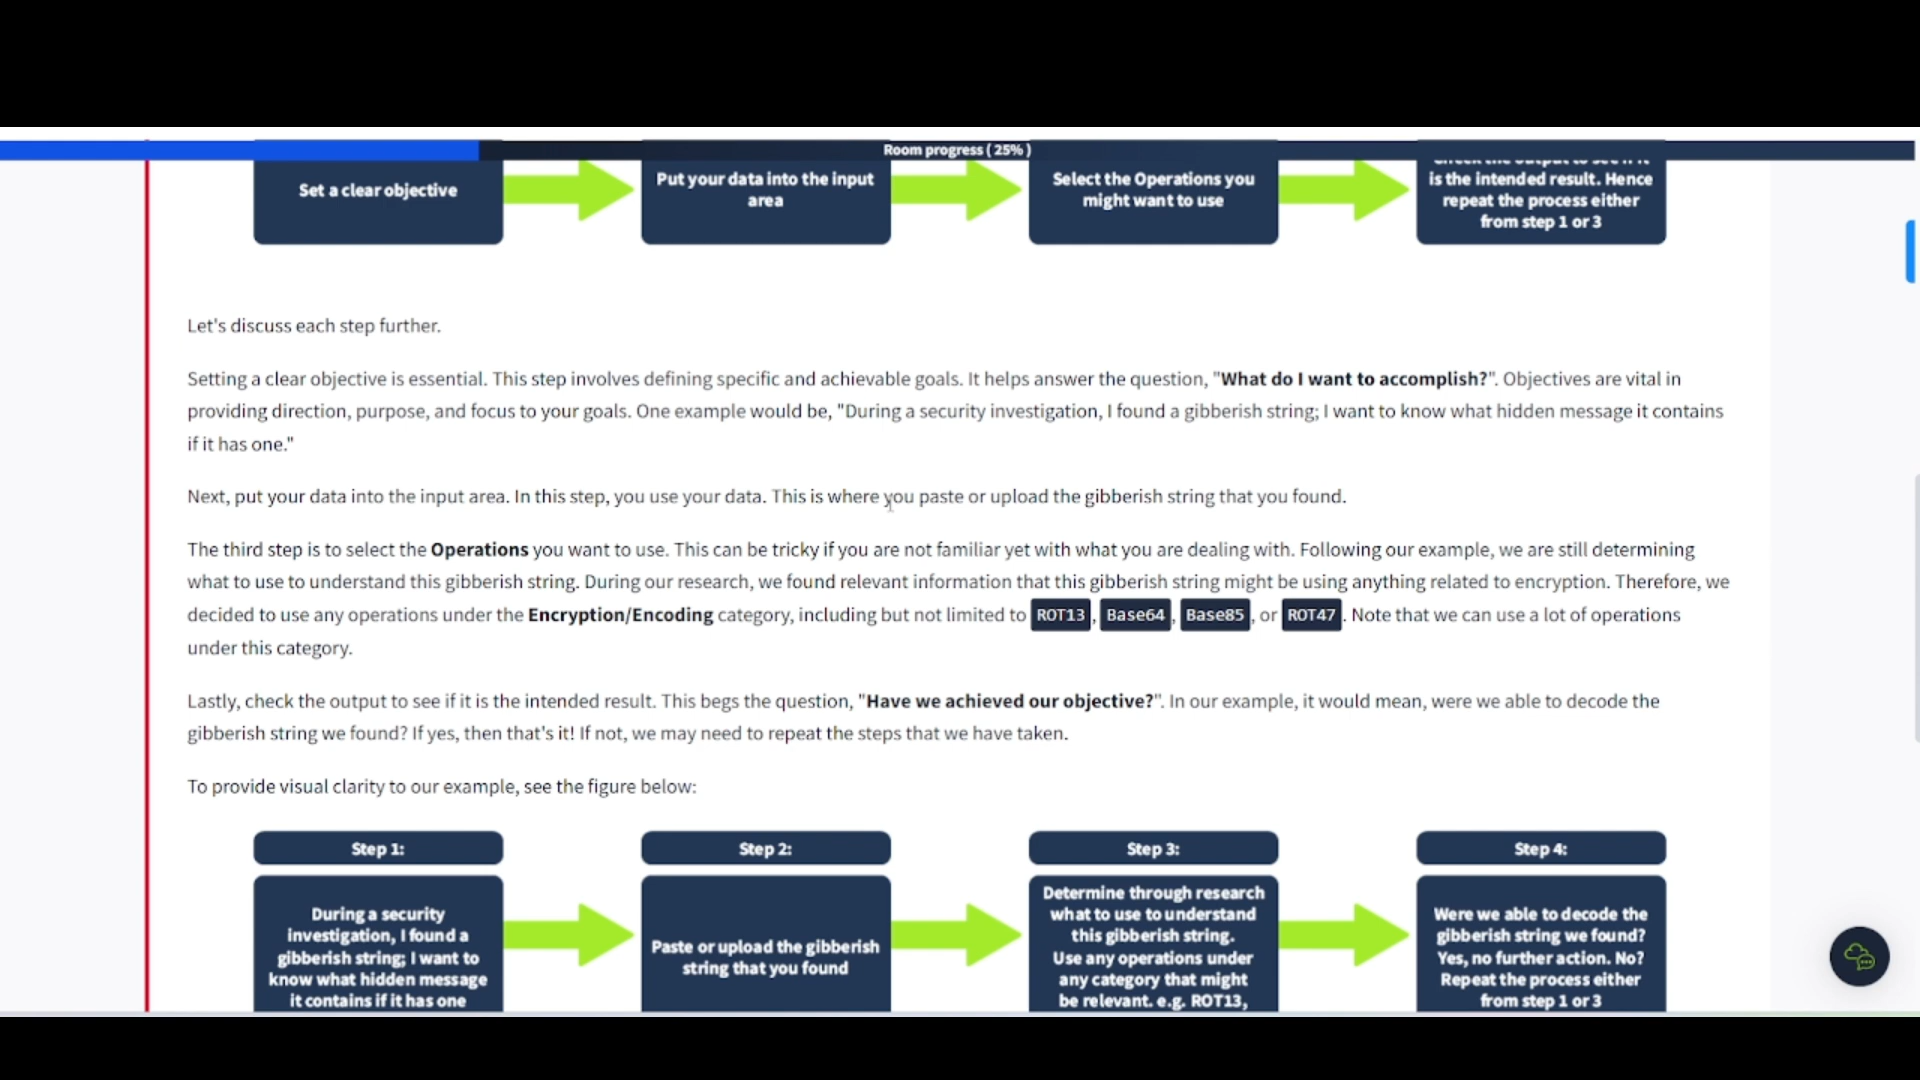 Room progress ( 25% )
Set a clear objective
Put your data into the input
area
Select the Operations you
might want to use
check the output to see if it
is the intended result. Hence
repeat the process either
from step 1 or 3
Let's discuss each step further.
Setting a clear objective is essential. This step involves defining specific and achievable goals. It helps answer the question, "What do I want to accomplish?". Objectives are vital in
providing direction, purpose, and focus to your goals. One example would be, "During a security investigation, I found a gibberish string; I want to know what hidden message it contains
if it has one."
Next, put your data into the input area. In this step, you use your data. This is where you paste or upload the gibberish string that you found.
The third step is to select the Operations you want to use. This can be tricky if you are not familiar yet with what you are dealing with. Following our example, we are still determining
what to use to understand this gibberish string. During our research, we found relevant information that this gibberish string might be using anything related to encryption. Therefore, we
decided to use any operations under the Encryption/Encoding category, including but not limited to ROT13, Base64, Base85, or ROT47. Note that we can use a lot of operations
under this category.
Lastly, check the output to see if it is the intended result. This begs the question, "Have we achieved our objective?". In our example, it would mean, were we able to decode the
gibberish string we found? If yes, then that's it! If not, we may need to repeat the steps that we have taken.
To provide visual clarity to our example, see the figure below:
Step 1:
During a security
investigation, I found a
gibberish string; I want to
know what hidden message
it contains if it has one
Step 2:
Paste or upload the gibberish
string that you found
Step 3:
Determine through research
what to use to understand
this gibberish string.
Use any operations under
any category that might
be relevant. e.g. ROT13,
Step 4:
Were we able to decode the
gibberish string we found?
Yes, no further action. No?
Repeat the process either
from step 1 or 3